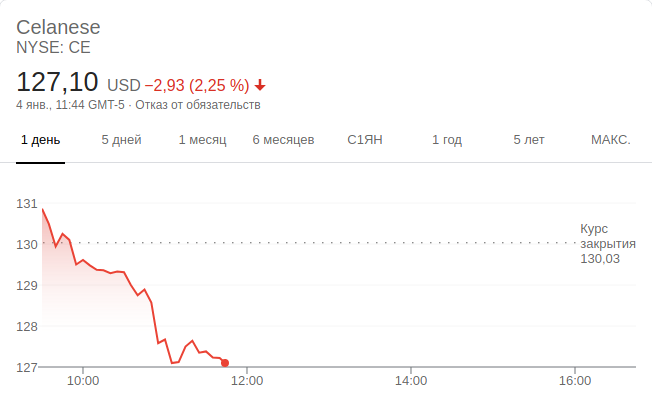 Celanese
NYSE: CE
127,10 USD −2,93 (2,25 %)
4 янв., 11:44 GMT-5 · Отказ от обязательств
1 день 5 дней 1 месяц 6 месяцев С1ЯН 1 год 5 лет МАКС.
131
130
129
128
127
Курс
закрытия
130,03
10:00 12:00 14:00 16:00